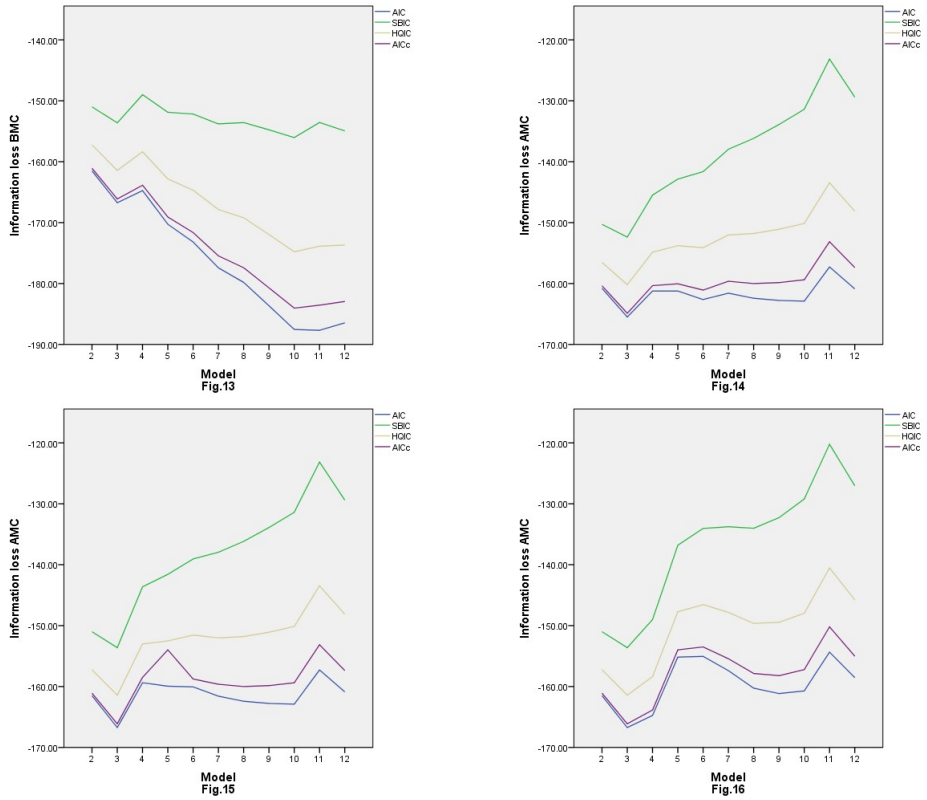 Information loss BMC
-140.00
-150.00
-160.00
-170.00
-180.00
-190.00
2 3 4 5 6 7 8 9 10 11 12
Model
Fig.13
AIC
SBIC
HQIC
AICc
Information loss AMC
-120.00
-130.00
-140.00
-150.00
-160.00
-170.00
2 3 4 5 6 7 8 9 10 11 12
Model
Fig.14
AIC
SBIC
HQIC
AICc
Information loss AMC
-120.00
-130.00
-140.00
-150.00
-160.00
-170.00
2 3 4 5 6 7 8 9 10 11 12
Model
Fig.15
AIC
SBIC
HQIC
AICc
Information loss AMC
-120.00
-130.00
-140.00
-150.00
-160.00
-170.00
2 3 4 5 6 7 8 9 10 11 12
Model
Fig.16
AIC
SBIC
HQIC
AICc